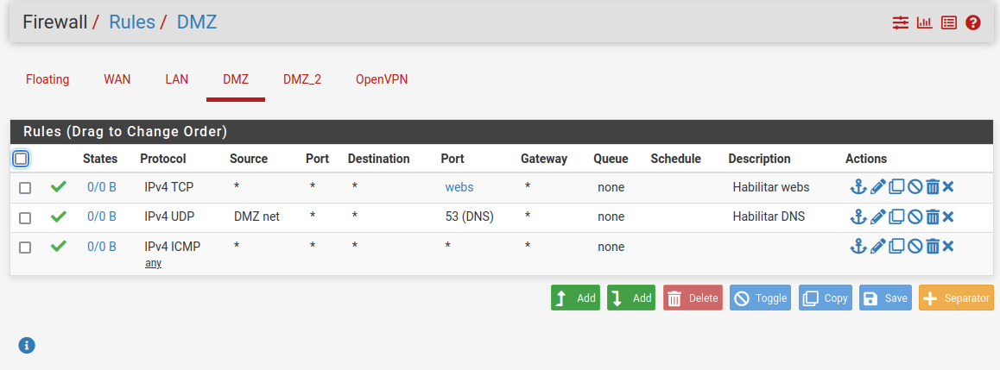 Firewall / Rules / DMZ
Floating WAN LAN DMZ DMZ_2 OpenVPN
Rules (Drag to Change Order)
States Protocol Source Port Destination Port Gateway Queue Schedule Description Actions
0/0 B IPv4 TCP * * * webs * none Habilitar webs
0/0 B IPv4 UDP DMZ net * * 53 (DNS) * none Habilitar DNS
0/0 B IPv4 ICMP * * * * * none
any
Add Add Delete Toggle Copy Save Separator